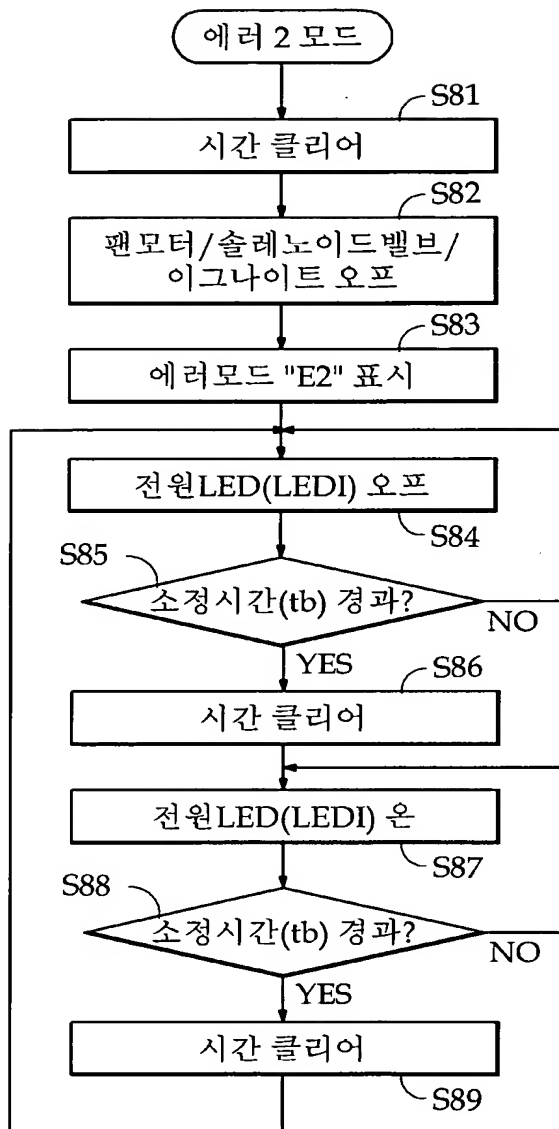 에러 2 모드
S81
시간 클리어
S82
팬모터/솔레노이드밸브/
이그나이트 오프
S83
에러모드 "E2" 표시
전원LED(LEDI) 오프
S84
S85
소정시간(tb) 경과?
NO
YES
S86
시간 클리어
전원LED(LEDI) 온
S87
S88
소정시간(tb) 경과?
NO
YES
시간 클리어
S89